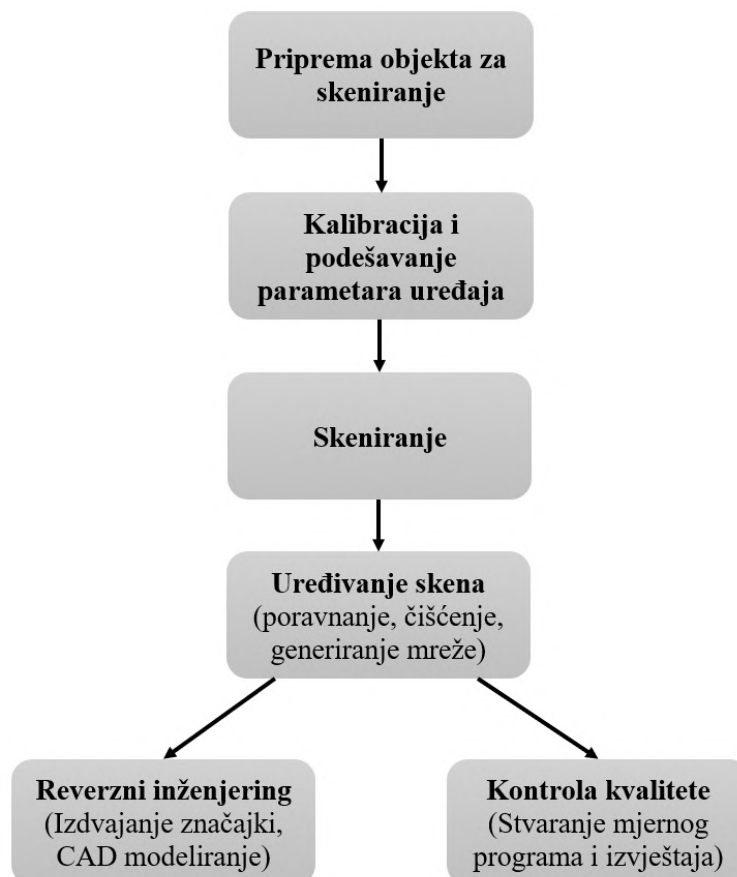 Priprema objekta za
skeniranje
Kalibracija i
podešavanje
parametara uređaja
Skeniranje
Uređivanje skena
(poravnanje, čišćenje,
generiranje mreže)
Reverzni inženjering
(Izdvajanje značajki,
CAD modeliranje)
Kontrola kvalitete
(Stvaranje mjernog
programa i izvještaja)